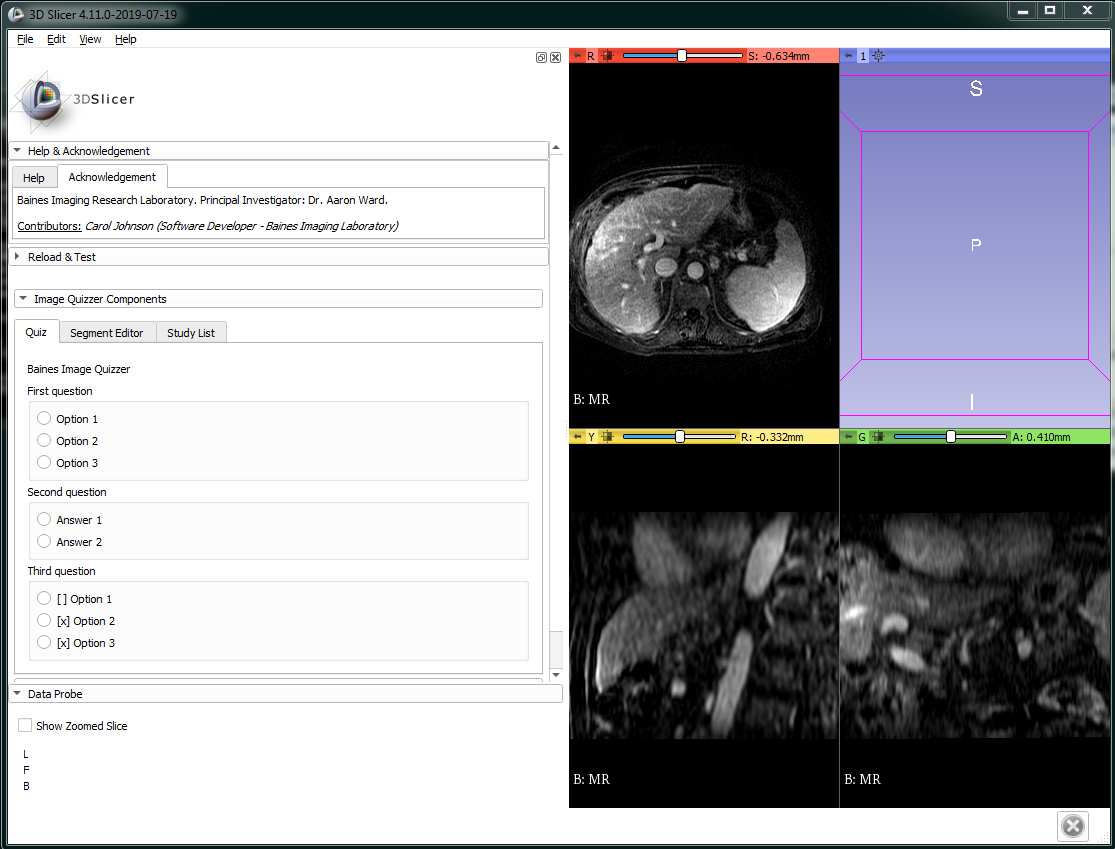 3D Slicer 4.11.0-2019-07-19
File Edit View Help
3DSlicer
Help & Acknowledgement
Help Acknowledgement
Baines Imaging Research Laboratory. Principal Investigator: Dr. Aaron Ward.
Contributors: Carol Johnson (Software Developer - Baines Imaging Laboratory)
Reload & Test
Image Quizzer Components
Quiz Segment Editor Study List
Baines Image Quizzer
First question
Option 1
Option 2
Option 3
Second question
Answer 1
Answer 2
Third question
[ ] Option 1
[x] Option 2
[x] Option 3
Data Probe
Show Zoomed Slice
L
F
B
R S: -0.634mm
B: MR
1
S
P
I
Y R: -0.332mm
B: MR
G A: 0.410mm
B: MR